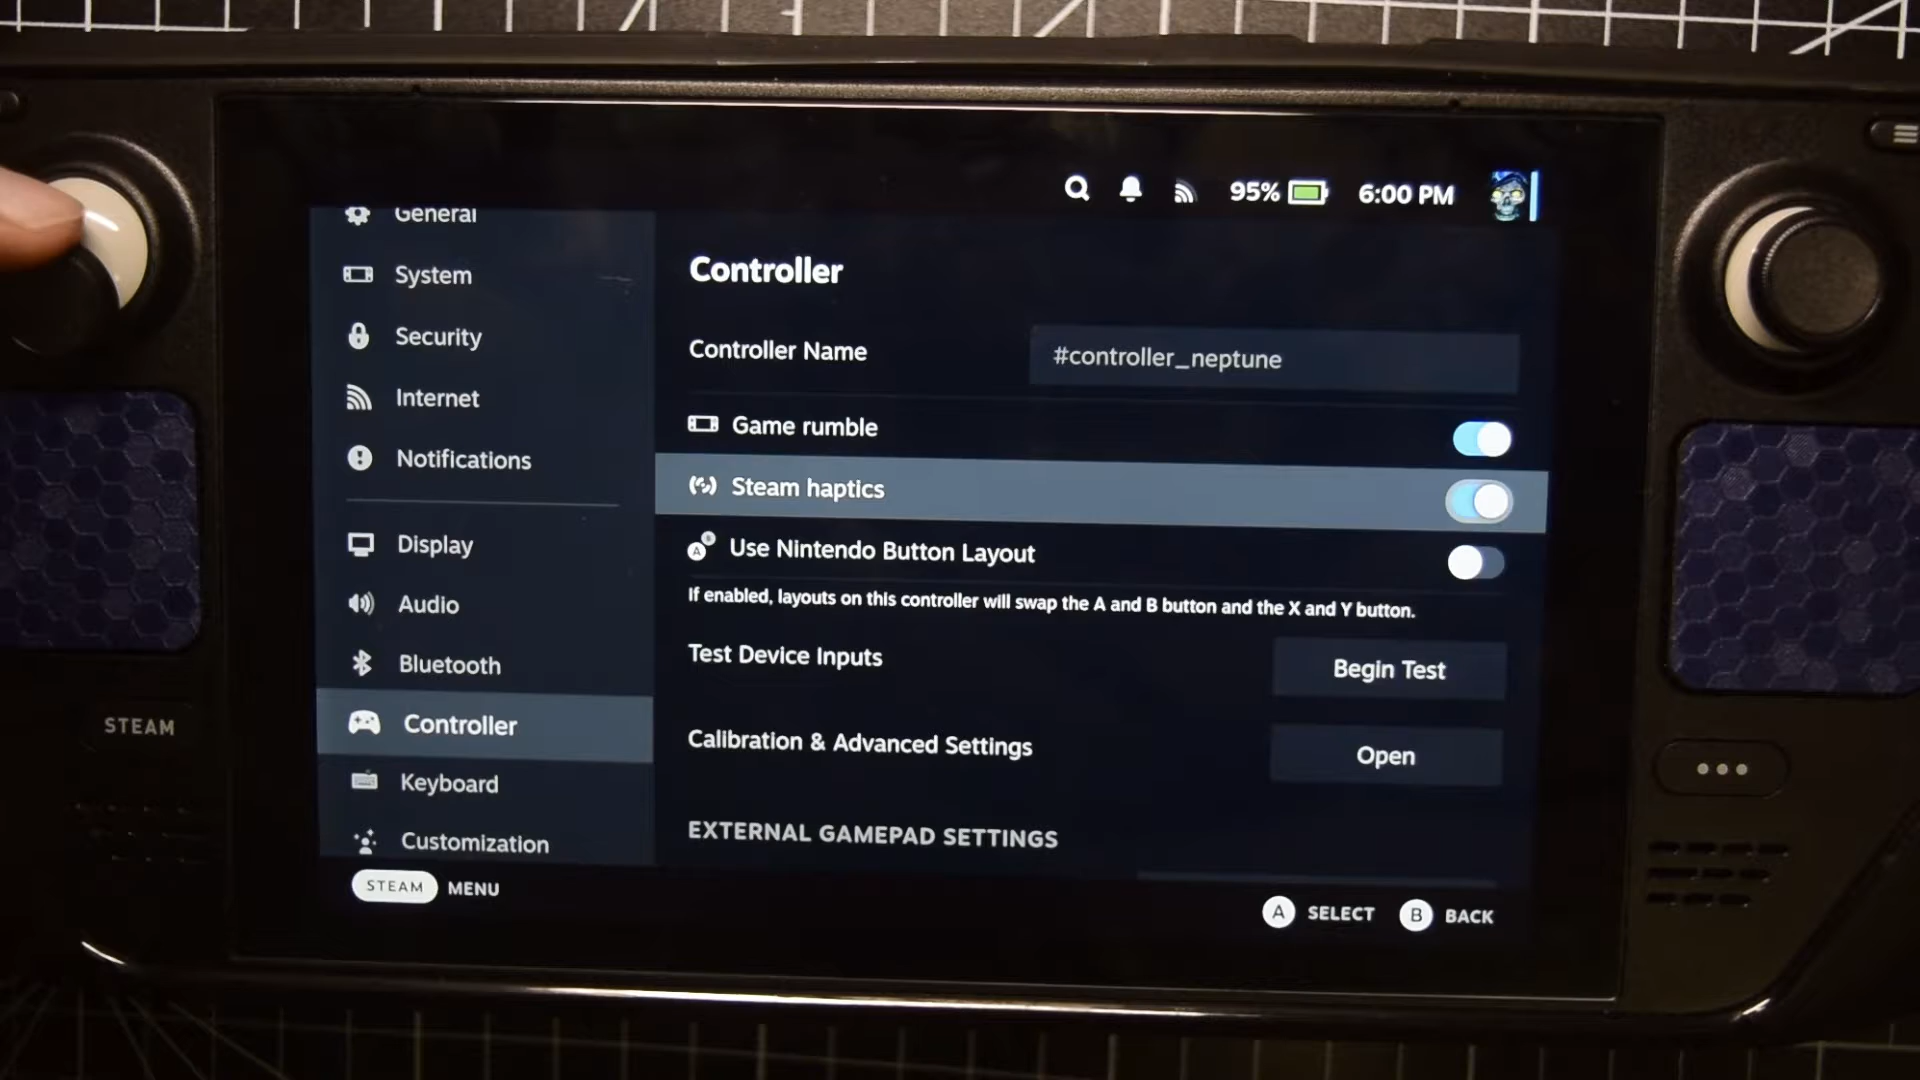 95% 6:00 PM
General
System
Security
Internet
Notifications
Display
Audio
Bluetooth
Controller
Keyboard
Customization
Controller
Controller Name #controller_neptune
Game rumble
Steam haptics
Use Nintendo Button Layout
If enabled, layouts on this controller will swap the A and B button and the X and Y button.
Test Device Inputs Begin Test
Calibration & Advanced Settings Open
EXTERNAL GAMEPAD SETTINGS
STEAM MENU
A SELECT B BACK
STEAM